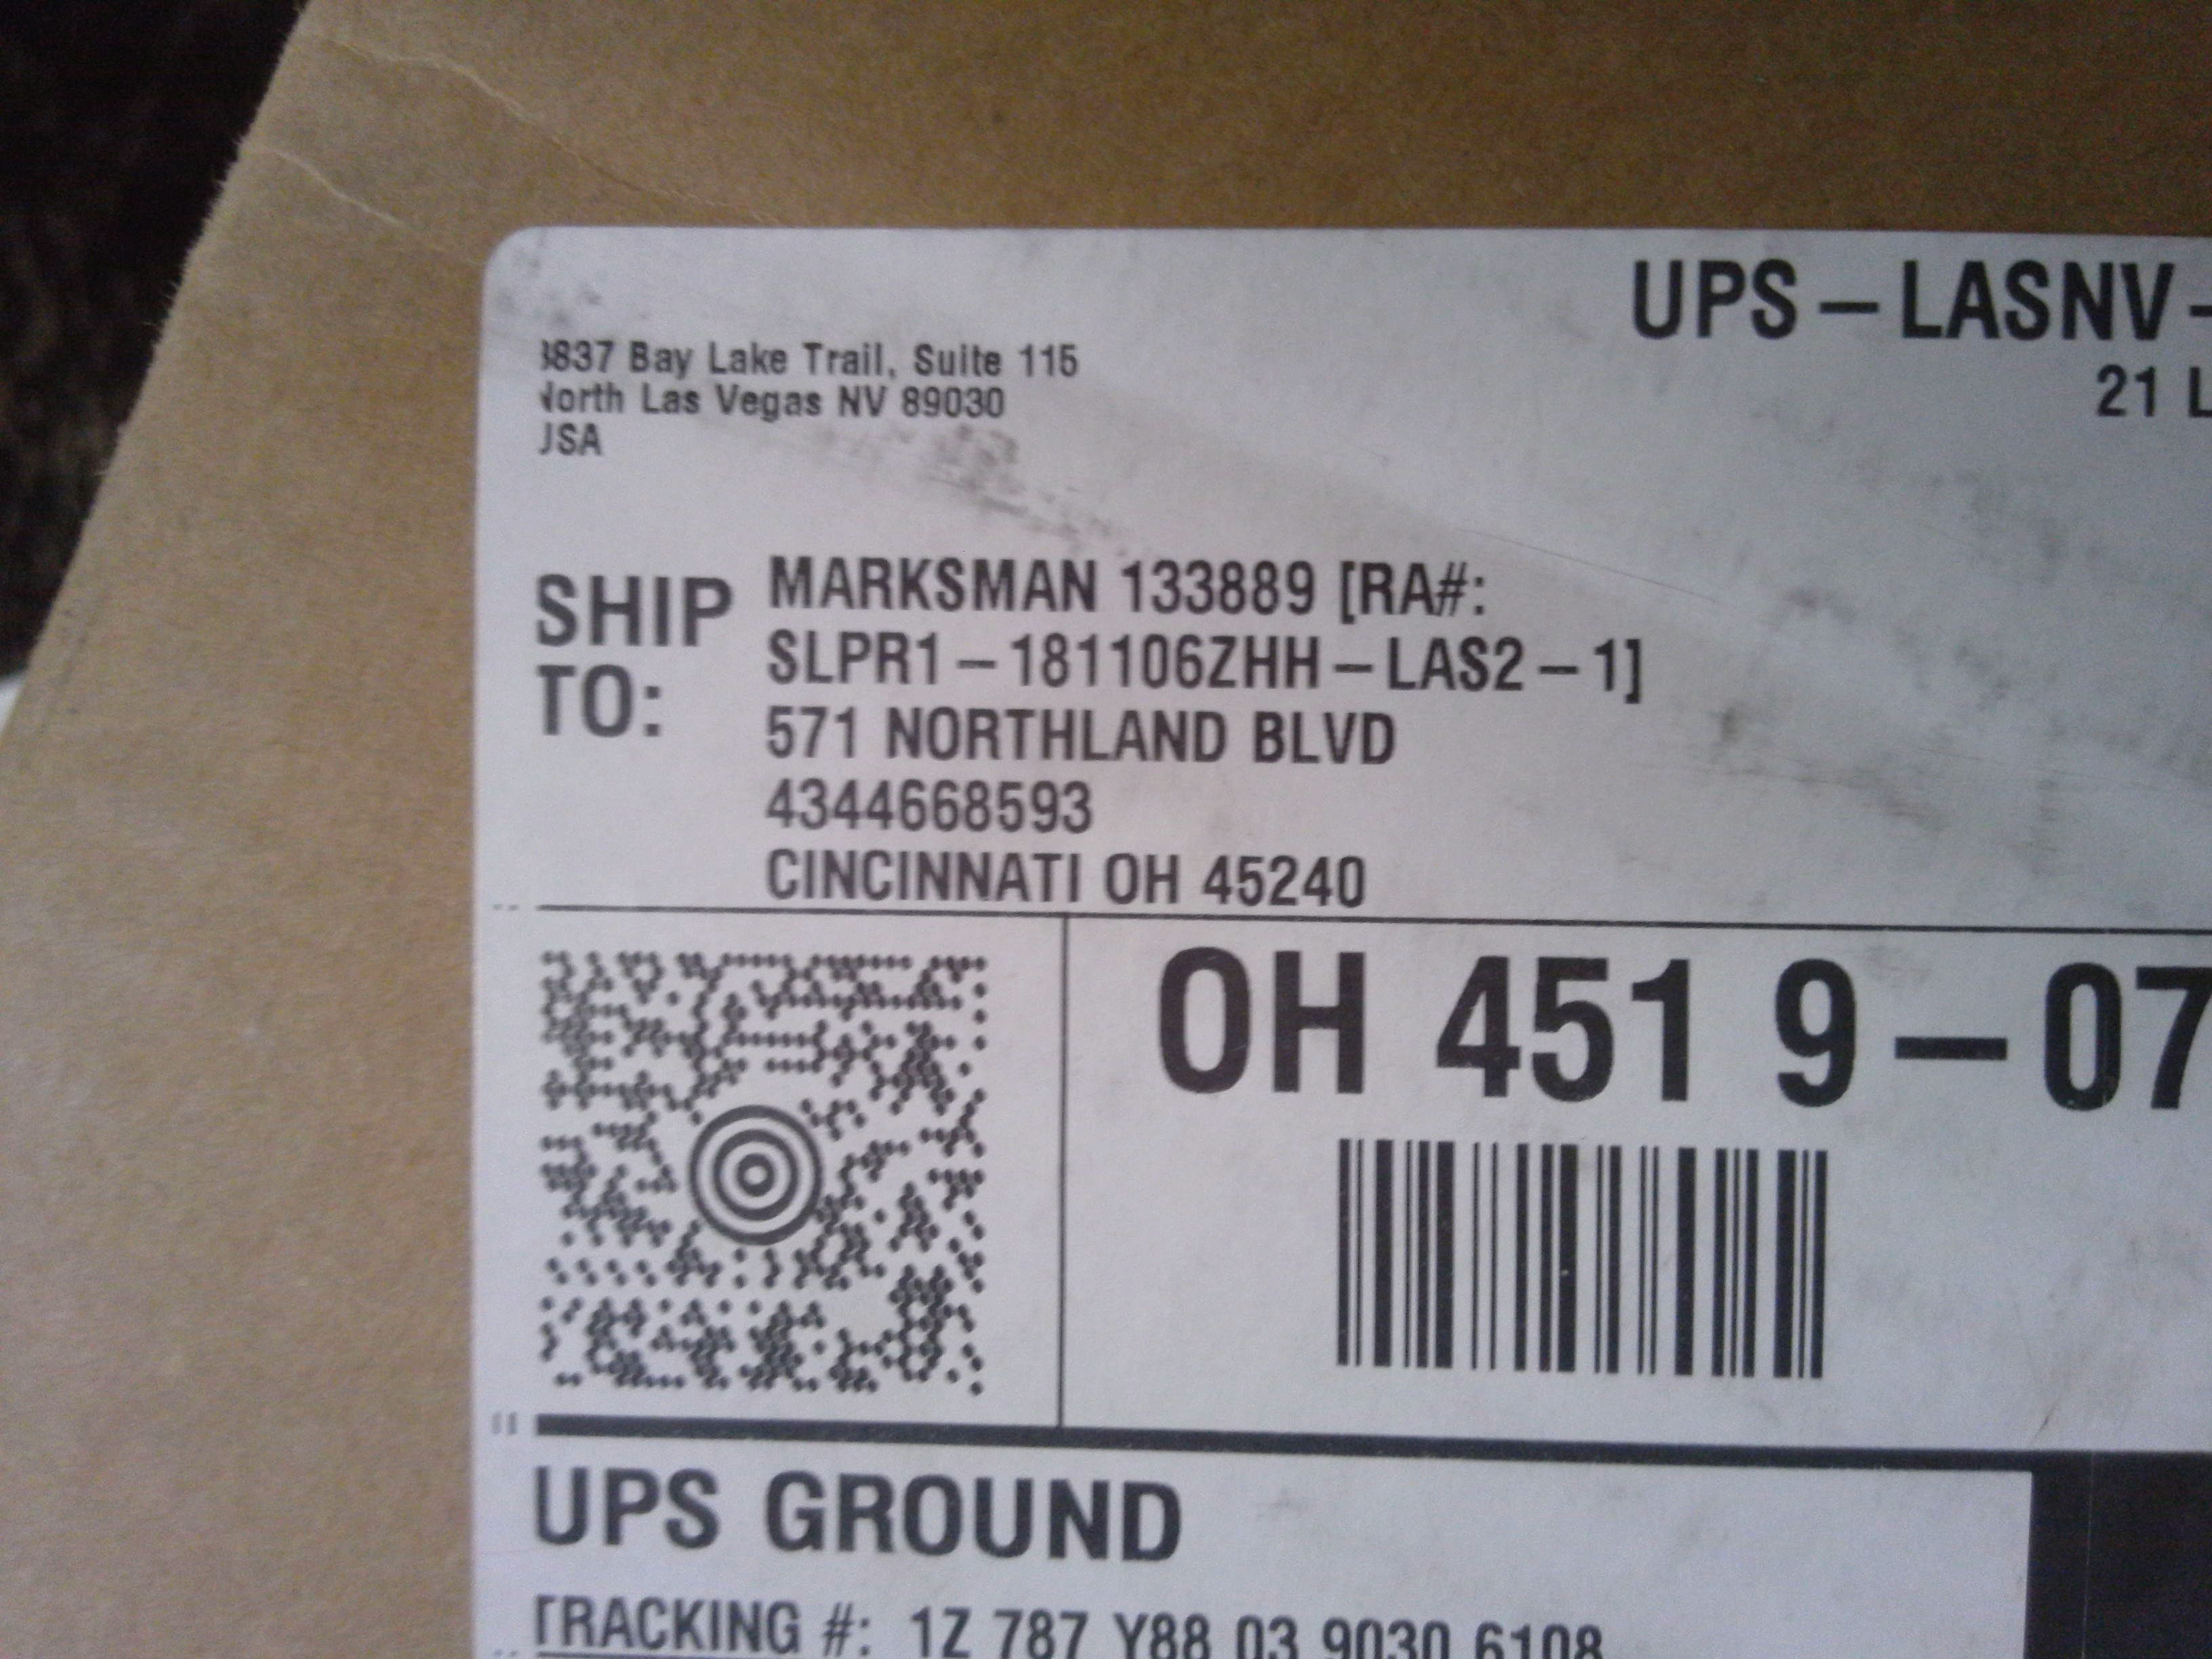 3837 Bay Lake Trail, Suite 115
North Las Vegas NV 89030
USA
UPS – LASNV –
21 L
SHIP TO:
MARKSMAN 133889 [RA#:
SLPR1 – 181106ZHH – LAS2 – 1]
571 NORTHLAND BLVD
4344668593
CINCINNATI OH 45240
OH 451 9 – 07
UPS GROUND
TRACKING #: 1Z 787 Y88 03 9030 6108